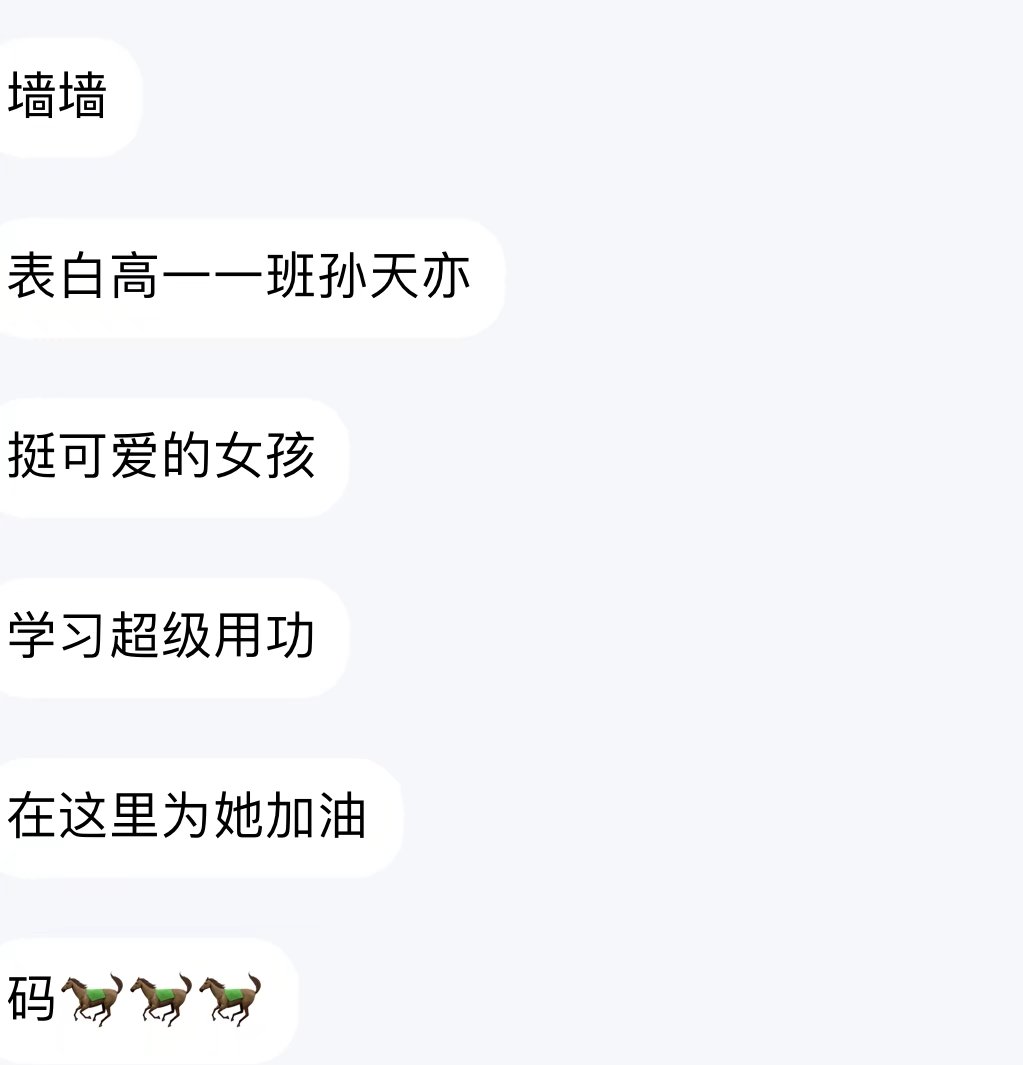 墙墙
表白高一一班孙天亦
挺可爱的女孩
学习超级用功
在这里为她加油
码🐎🐎🐎